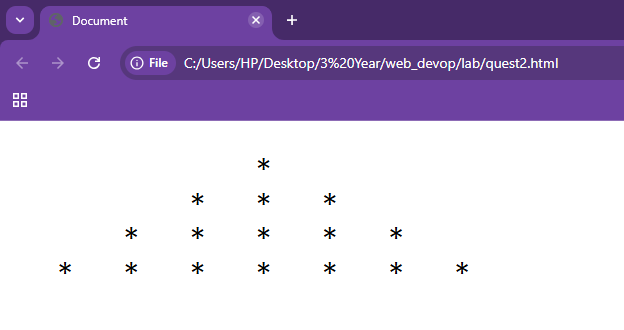 Document
File C:/Users/HP/Desktop/3%20Year/web_devop/lab/quest2.html
*
* * *
* * * * *
* * * * * * *